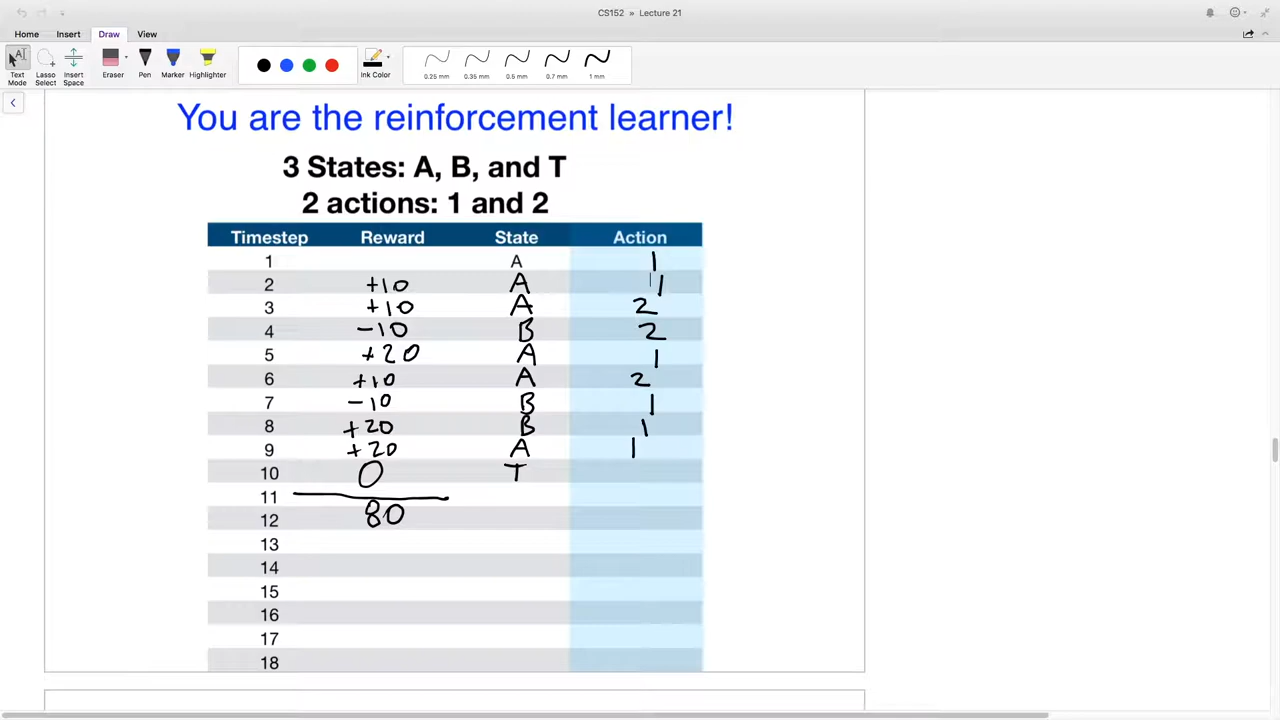 CS152 » Lecture 21
Home Insert Draw View
Text Mode Lasso Select Insert Space Eraser Pen Marker Highlighter Ink Color 0.25 mm 0.35 mm 0.5 mm 0.7 mm 1 mm
You are the reinforcement learner!
3 States: A, B, and T
2 actions: 1 and 2
Timestep Reward State Action
1 A 1
2 +10 A 1
3 +10 A 2
4 -10 B 2
5 +20 A 1
6 +10 A 2
7 -10 B 1
8 +20 B 1
9 +20 A 1
10 0 T
11
12 80
13
14
15
16
17
18